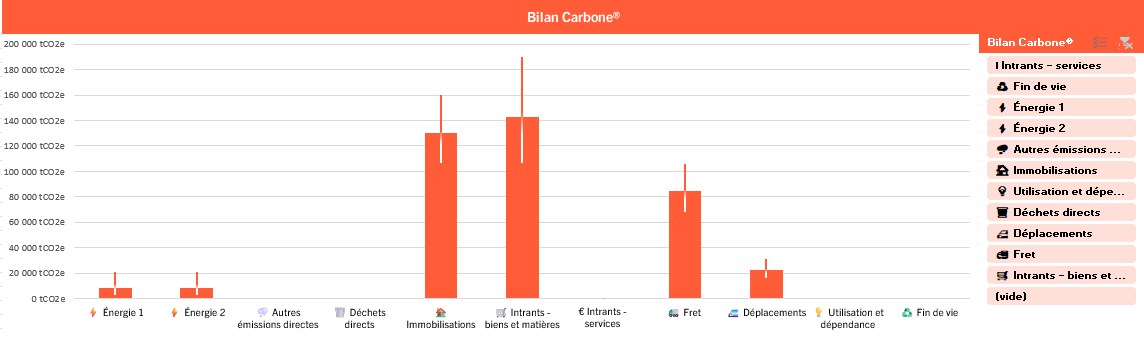 Bilan Carbone®
200 000 tCO2e
180 000 tCO2e
160 000 tCO2e
140 000 tCO2e
120 000 tCO2e
100 000 tCO2e
80 000 tCO2e
60 000 tCO2e
40 000 tCO2e
20 000 tCO2e
0 tCO2e
Énergie 1
Énergie 2
Autres
émissions directes
Déchets
directs
Immobilisations
Intrants -
biens et matières
€ Intrants -
services
Fret
Déplacements
Utilisation et
dépendance
Fin de vie
Bilan Carbone�
I Intrants - services
Fin de vie
Énergie 1
Énergie 2
Autres émissions ...
Immobilisations
Utilisation et dépe...
Déchets directs
Déplacements
Fret
Intrants - biens et ...
(vide)